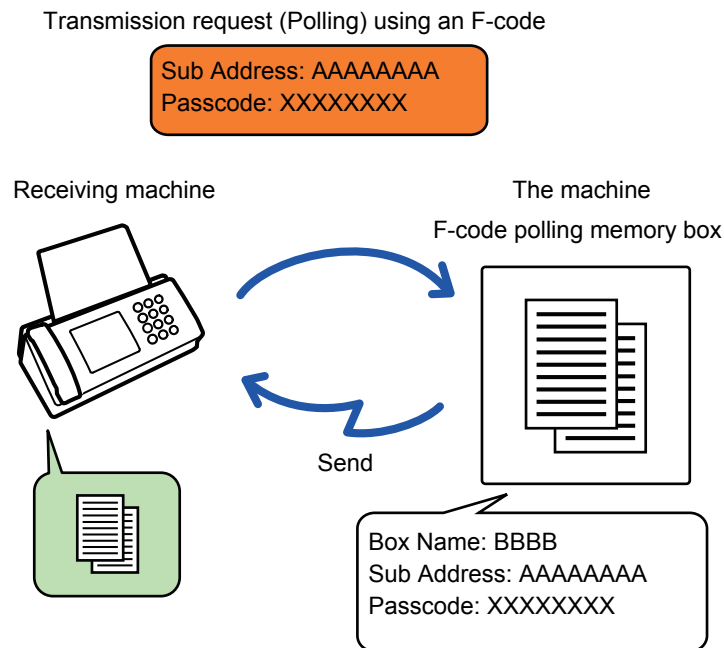 Transmission request (Polling) using an F-code
Sub Address: AAAAAAAA
Passcode: XXXXXXXX
Receiving machine
The machine
F-code polling memory box
Send
Box Name: BBBB
Sub Address: AAAAAAAA
Passcode: XXXXXXXX